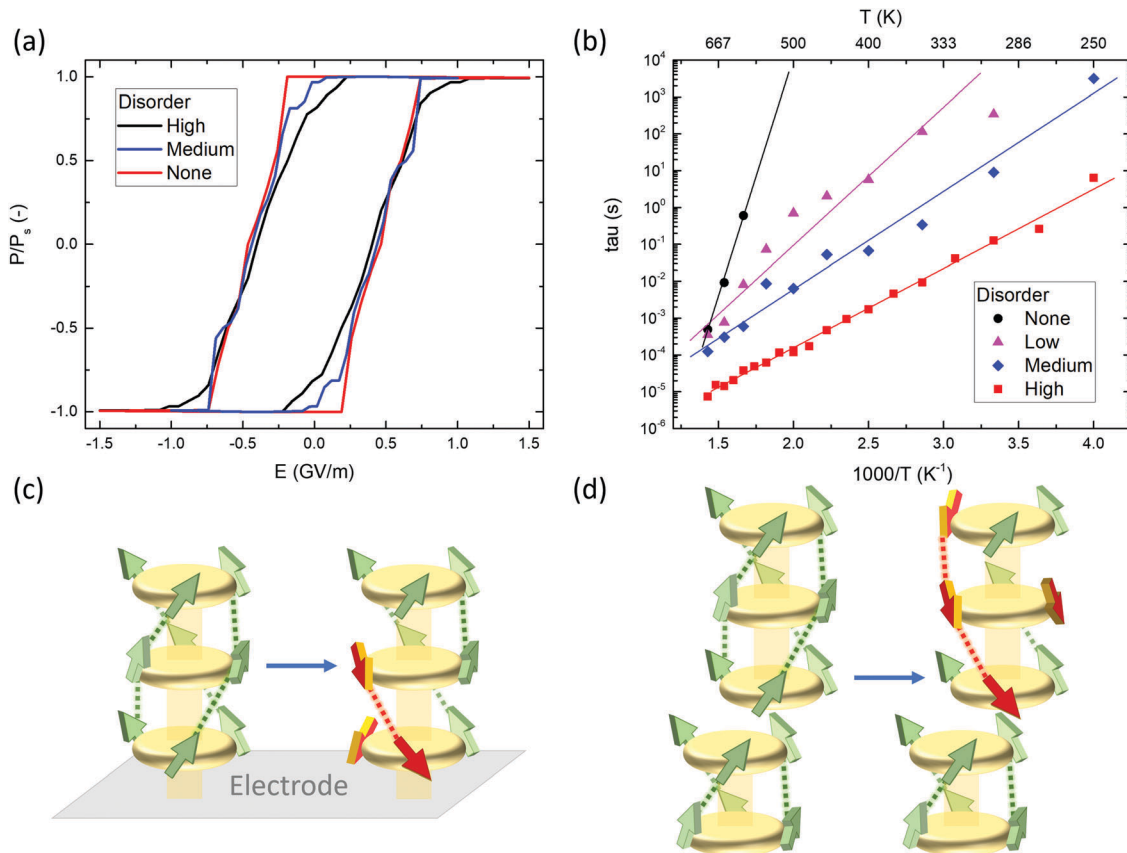 (a)
Disorder
High
Medium
None
P/Ps (-)
1.0
0.5
0.0
-0.5
-1.0
-1.5 -1.0 -0.5 0.0 0.5 1.0 1.5
E (GV/m)
(b)
T (K)
667 500 400 333 286 250
tau (s)
10^4
10^3
10^2
10^1
10^0
10^-1
10^-2
10^-3
10^-4
10^-5
10^-6
Disorder
None
Low
Medium
High
1.5 2.0 2.5 3.0 3.5 4.0
1000/T (K^-1)
(c)
Electrode
(d)